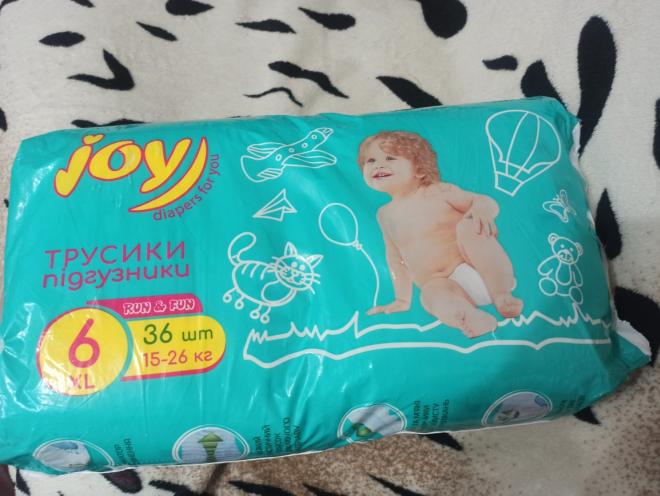 joy
diapers for you
ТРУСИКИ
підгузники
RUN & FUN
6
XL
36 шт
15-26 кг